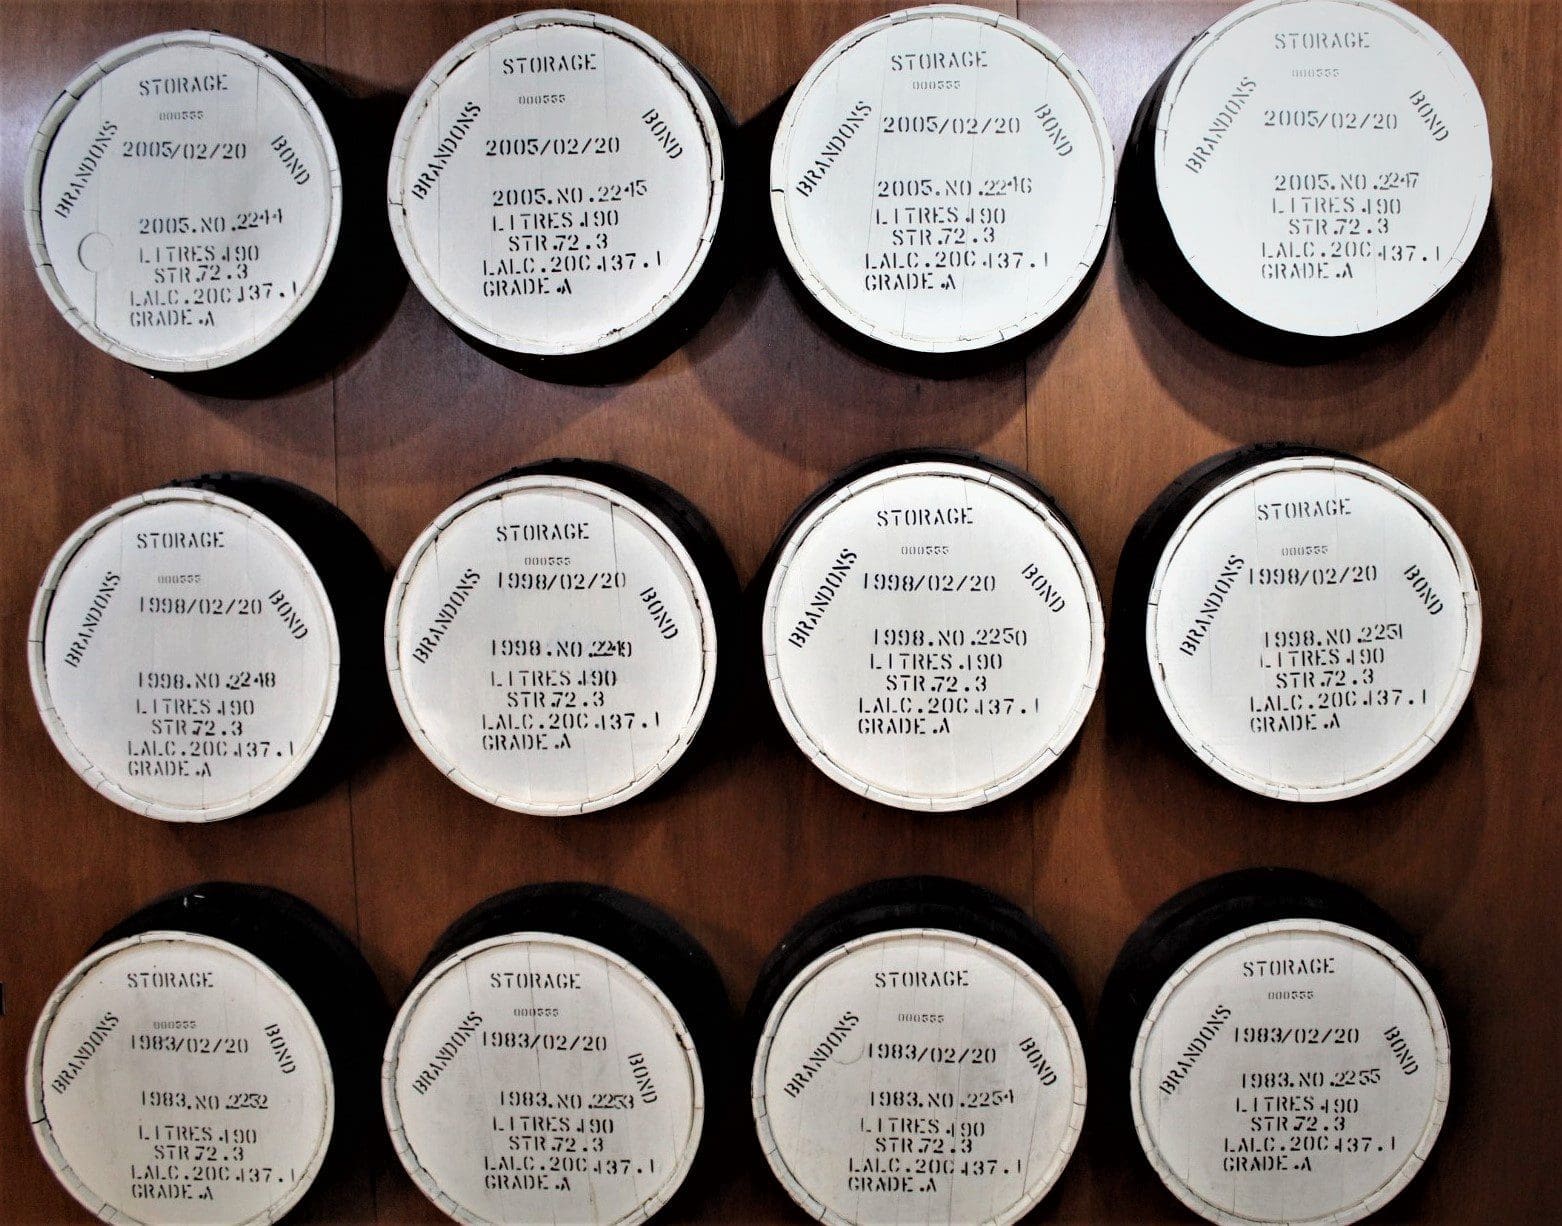 STORAGE
000555
BRANDONS
BOND
2005/02/20
2005.NO.2244
LITRES.190
STR.72.3
LALC.20C.137.1
GRADE.A
STORAGE
000555
BRANDONS
BOND
2005/02/20
2005.NO.2245
LITRES.190
STR.72.3
LALC.20C.137.1
GRADE.A
STORAGE
000555
BRANDONS
BOND
2005/02/20
2005.NO.2246
LITRES.190
STR.72.3
LALC.20C.137.1
GRADE.A
STORAGE
000555
BRANDONS
BOND
2005/02/20
2005.NO.2247
LITRES.190
STR.72.3
LALC.20C.137.1
GRADE.A
STORAGE
000555
BRANDONS
BOND
1998/02/20
1998.NO.2248
LITRES.190
STR.72.3
LALC.20C.137.1
GRADE.A
STORAGE
000555
BRANDONS
BOND
1998/02/20
1998.NO.2249
LITRES.190
STR.72.3
LALC.20C.137.1
GRADE.A
STORAGE
000555
BRANDONS
BOND
1998/02/20
1998.NO.2250
LITRES.190
STR.72.3
LALC.20C.137.1
GRADE.A
STORAGE
000555
BRANDONS
BOND
1998/02/20
1998.NO.2251
LITRES.190
STR.72.3
LALC.20C.137.1
GRADE.A
STORAGE
000555
BRANDONS
BOND
1983/02/20
1983.NO.2252
LITRES.190
STR.72.3
LALC.20C.137.1
GRADE.A
STORAGE
000555
BRANDONS
BOND
1983/02/20
1983.NO.2253
LITRES.190
STR.72.3
LALC.20C.137.1
GRADE.A
STORAGE
000555
BRANDONS
BOND
1983/02/20
1983.NO.2254
LITRES.190
STR.72.3
LALC.20C.137.1
GRADE.A
STORAGE
000555
BRANDONS
BOND
1983/02/20
1983.NO.2255
LITRES.190
STR.72.3
LALC.20C.137.1
GRADE.A